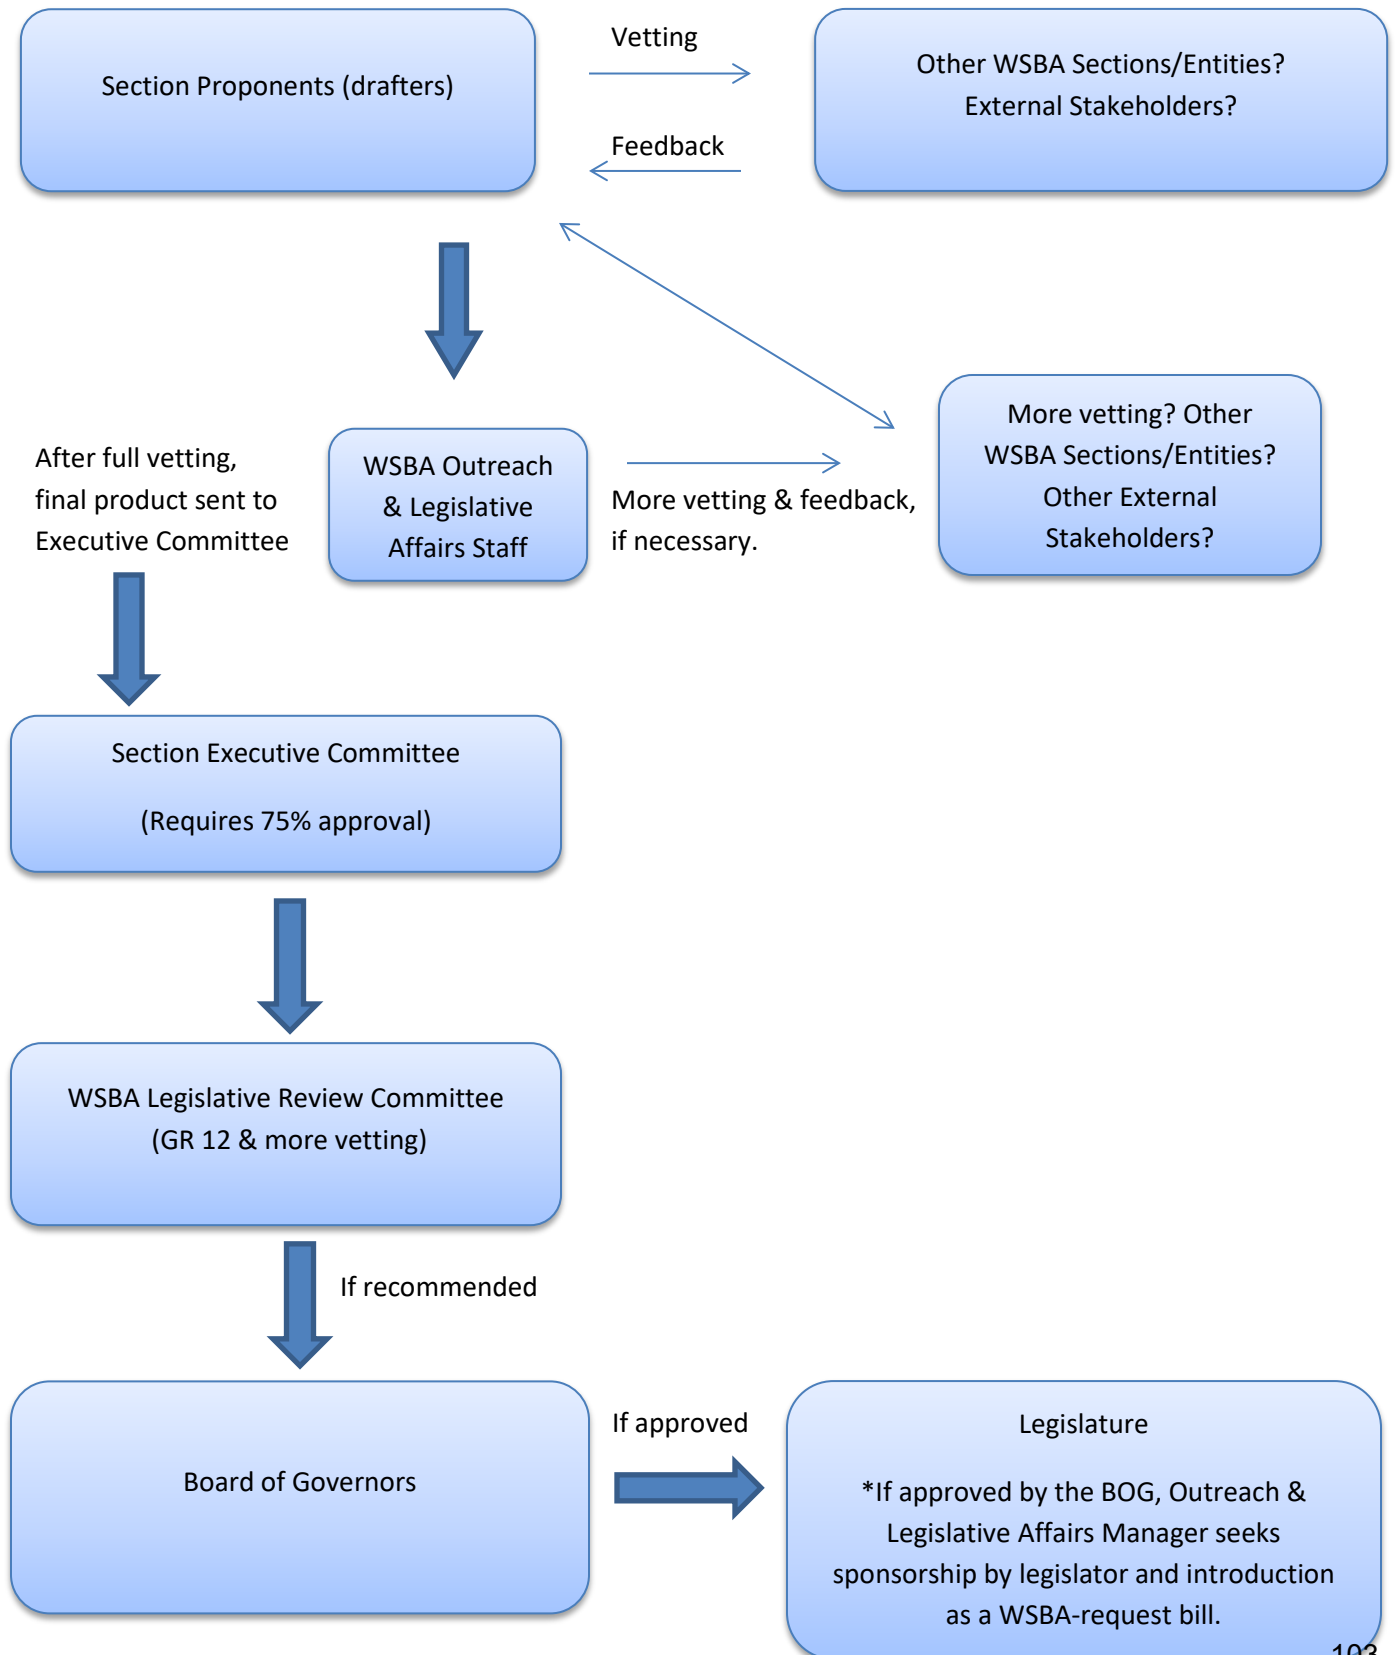 Section Proponents (drafters)
Vetting
Feedback
Other WSBA Sections/Entities?
External Stakeholders?
After full vetting,
final product sent to
Executive Committee
WSBA Outreach
& Legislative
Affairs Staff
More vetting & feedback,
if necessary.
More vetting? Other
WSBA Sections/Entities?
Other External
Stakeholders?
Section Executive Committee
(Requires 75% approval)
WSBA Legislative Review Committee
(GR 12 & more vetting)
If recommended
Board of Governors
If approved
Legislature
*If approved by the BOG, Outreach &
Legislative Affairs Manager seeks
sponsorship by legislator and introduction
as a WSBA-request bill.
103